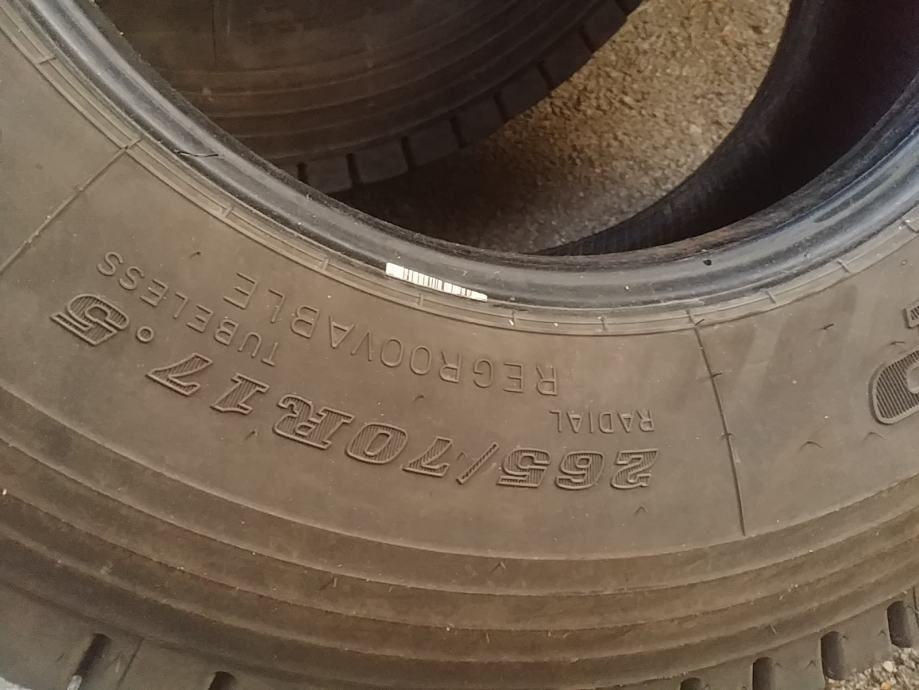 265/70R17.5
RADIAL
TUBELESS
REGROOVABLE